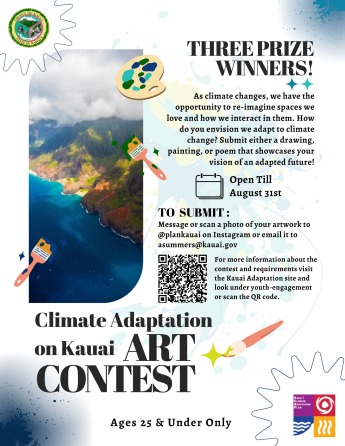 THREE PRIZE
WINNERS!
As climate changes, we have the
opportunity to re-imagine spaces we
love and how we interact in them. How
do you envision we adapt to climate
change? Submit either a drawing,
painting, or poem that showcases your
vision of an adapted future!
Open Till
August 31st
TO SUBMIT:
Message or scan a photo of your artwork to
@plankauai on Instagram or email it to
asummers@kauai.gov
For more information about the
contest and requirements visit
the Kauai Adaptation site and
look under youth-engagement
or scan the QR code.
Climate Adaptation
on Kauai ART
CONTEST
Ages 25 & Under Only